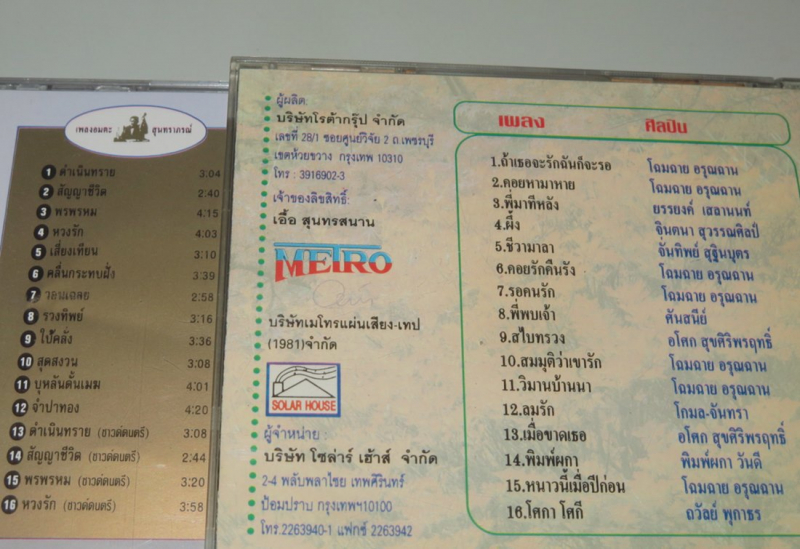 เพลงอมตะ สุนทราภรณ์
1 ดำเนินทราย 3:04
2 สัญญาชีวิต 2:40
3 พรพรหม 4:15
4 หวงรัก 4:03
5 เสี่ยงเทียน 3:10
6 คลื่นกระทบฝั่ง 3:39
7 วอนเฉลย 2:58
8 รวงทิพย์ 3:16
9 ใบ้คลั่ง 3:36
10 สุดสงวน 3:08
11 บุหลันดั้นเมฆ 4:01
12 จำปาทอง 4:20
13 ดำเนินทราย (ซาวด์ดนตรี) 3:08
14 สัญญาชีวิต (ซาวด์ดนตรี) 2:44
15 พรพรหม (ซาวด์ดนตรี) 3:20
16 หวงรัก (ซาวด์ดนตรี) 3:58
ผู้ผลิต
บริษัทโรต้ากรุ๊ป จำกัด
เลขที่ 28/1 ซอยศูนย์วิจัย 2 ถ.เพชรบุรี
เขตห้วยขวาง กรุงเทพ 10310
โทร : 3916902-3
เจ้าของลิขสิทธิ์:
เอื้อ สุนทรสนาน
METRO
บริษัทเมโทรแผ่นเสียง-เทป
(1981)จำกัด
SOLAR HOUSE
ผู้จำหน่าย :
บริษัท โซล่าร์ เฮ้าส์ จำกัด
2-4 พลับพลาไชย เทพศิรินทร์
ป้อมปราบ กรุงเทพฯ10100
โทร.2263940-1 แฟกซ์ 2263942
เพลง ศิลปิน
1.ถ้าเธอจะรักฉันก็จะรอ โฉมฉาย อรุณฉาน
2.คอยหามาหาย โฉมฉาย อรุณฉาน
3.พี่มาทีหลัง ยรรยงค์ เสลานนท์
4.ผึ้ง จินตนา สุวรรณศิลป์
5.ชีวามาลา จั่นทิพย์ สุฐินบุตร
6.คอยรักคืนรัง โฉมฉาย อรุณฉาน
7.รอคนรัก โฉมฉาย อรุณฉาน
8.พี่พบเจ้า ศันสนีย์
9.สไบทรวง อโศก สุขศิริพรฤทธิ์
10.สมมุติว่าเขารัก โฉมฉาย อรุณฉาน
11.วิมานบ้านนา โฉมฉาย อรุณฉาน
12.ลุมรัก โกมล-จันทรา
13.เมื่อขาดเธอ อโศก สุขศิริพรฤทธิ์
14.พิมพ์ผกา พิมพ์ผกา วันดี
15.หนาวนี้เมื่อปีก่อน โฉมฉาย อรุณฉาน
16.โศกา โศกี ถวัลย์ พุกาธร